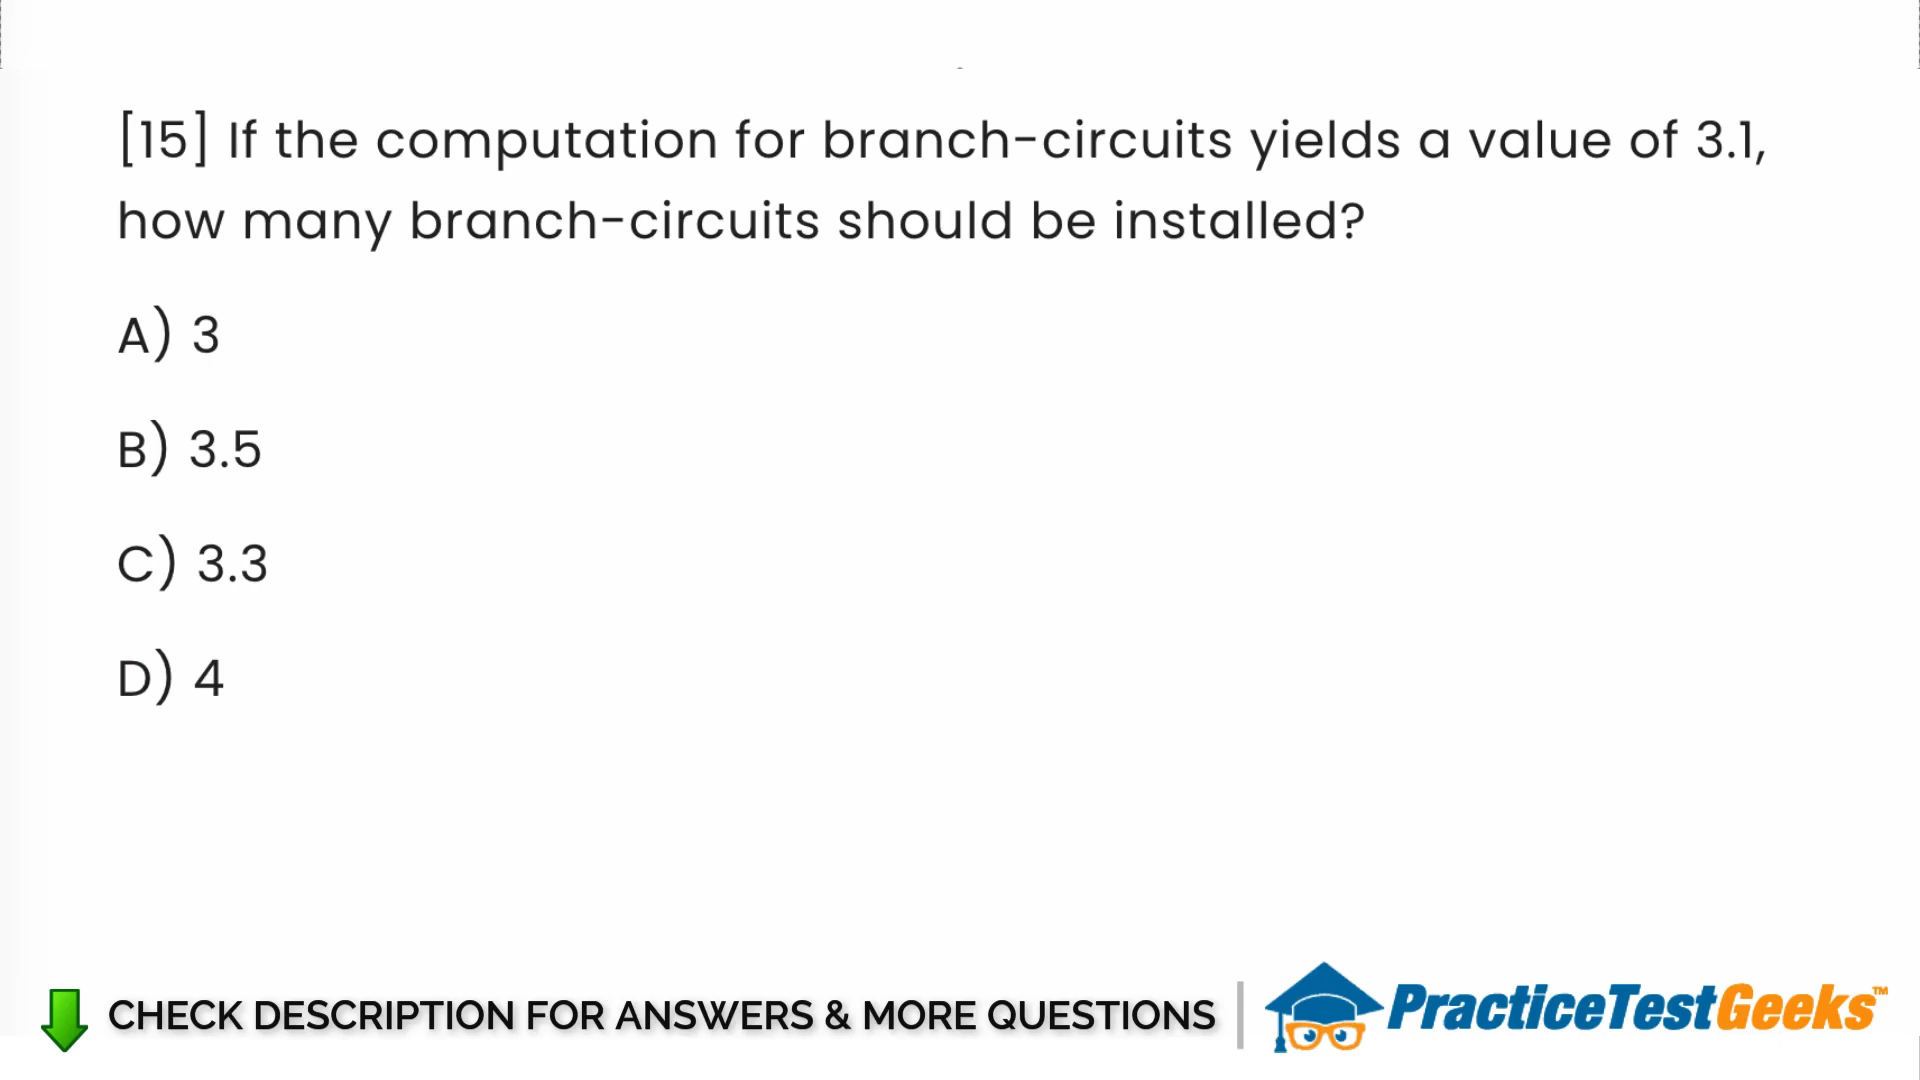 [15] If the computation for branch-circuits yields a value of 3.1,
how many branch-circuits should be installed?
A) 3
B) 3.5
C) 3.3
D) 4
CHECK DESCRIPTION FOR ANSWERS & MORE QUESTIONS
PracticeTestGeeks™